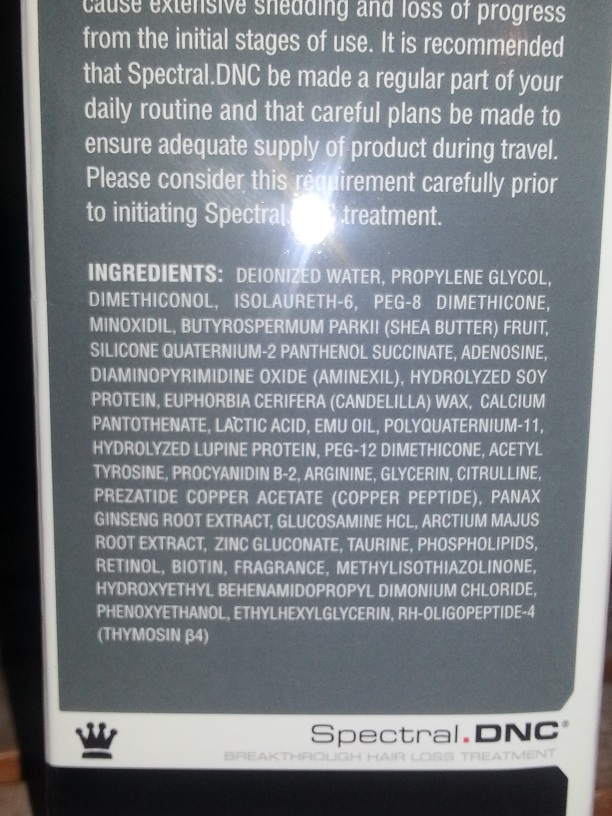 cause extensive shedding and loss of progress
from the initial stages of use. It is recommended
that Spectral.DNC be made a regular part of your
daily routine and that careful plans be made to
ensure adequate supply of product during travel.
Please consider this requirement carefully prior
to initiating Spectral. treatment.
INGREDIENTS: DEIONIZED WATER, PROPYLENE GLYCOL,
DIMETHICONOL, ISOLAURETH-6, PEG-8 DIMETHICONE,
MINOXIDIL, BUTYROSPERMUM PARKII (SHEA BUTTER) FRUIT,
SILICONE QUATERNIUM-2 PANTHENOL SUCCINATE, ADENOSINE,
DIAMINOPYRIMIDINE OXIDE (AMINEXIL), HYDROLYZED SOY
PROTEIN, EUPHORBIA CERIFERA (CANDELILLA) WAX, CALCIUM
PANTOTHENATE, LACTIC ACID, EMU OIL, POLYQUATERNIUM-11,
HYDROLYZED LUPINE PROTEIN, PEG-12 DIMETHICONE, ACETYL
TYROSINE, PROCYANIDIN B-2, ARGININE, GLYCERIN, CITRULLINE,
PREZATIDE COPPER ACETATE (COPPER PEPTIDE), PANAX
GINSENG ROOT EXTRACT, GLUCOSAMINE HCL, ARCTIUM MAJUS
ROOT EXTRACT, ZINC GLUCONATE, TAURINE, PHOSPHOLIPIDS,
RETINOL, BIOTIN, FRAGRANCE, METHYLISOTHIAZOLINONE,
HYDROXYETHYL BEHENAMIDOPROPYL DIMONIUM CHLORIDE,
PHENOXYETHANOL, ETHYLHEXYLGLYCERIN, RH-OLIGOPEPTIDE-4
(THYMOSIN β4)
Spectral.DNC®
BREAKTHROUGH HAIR LOSS TREATMENT